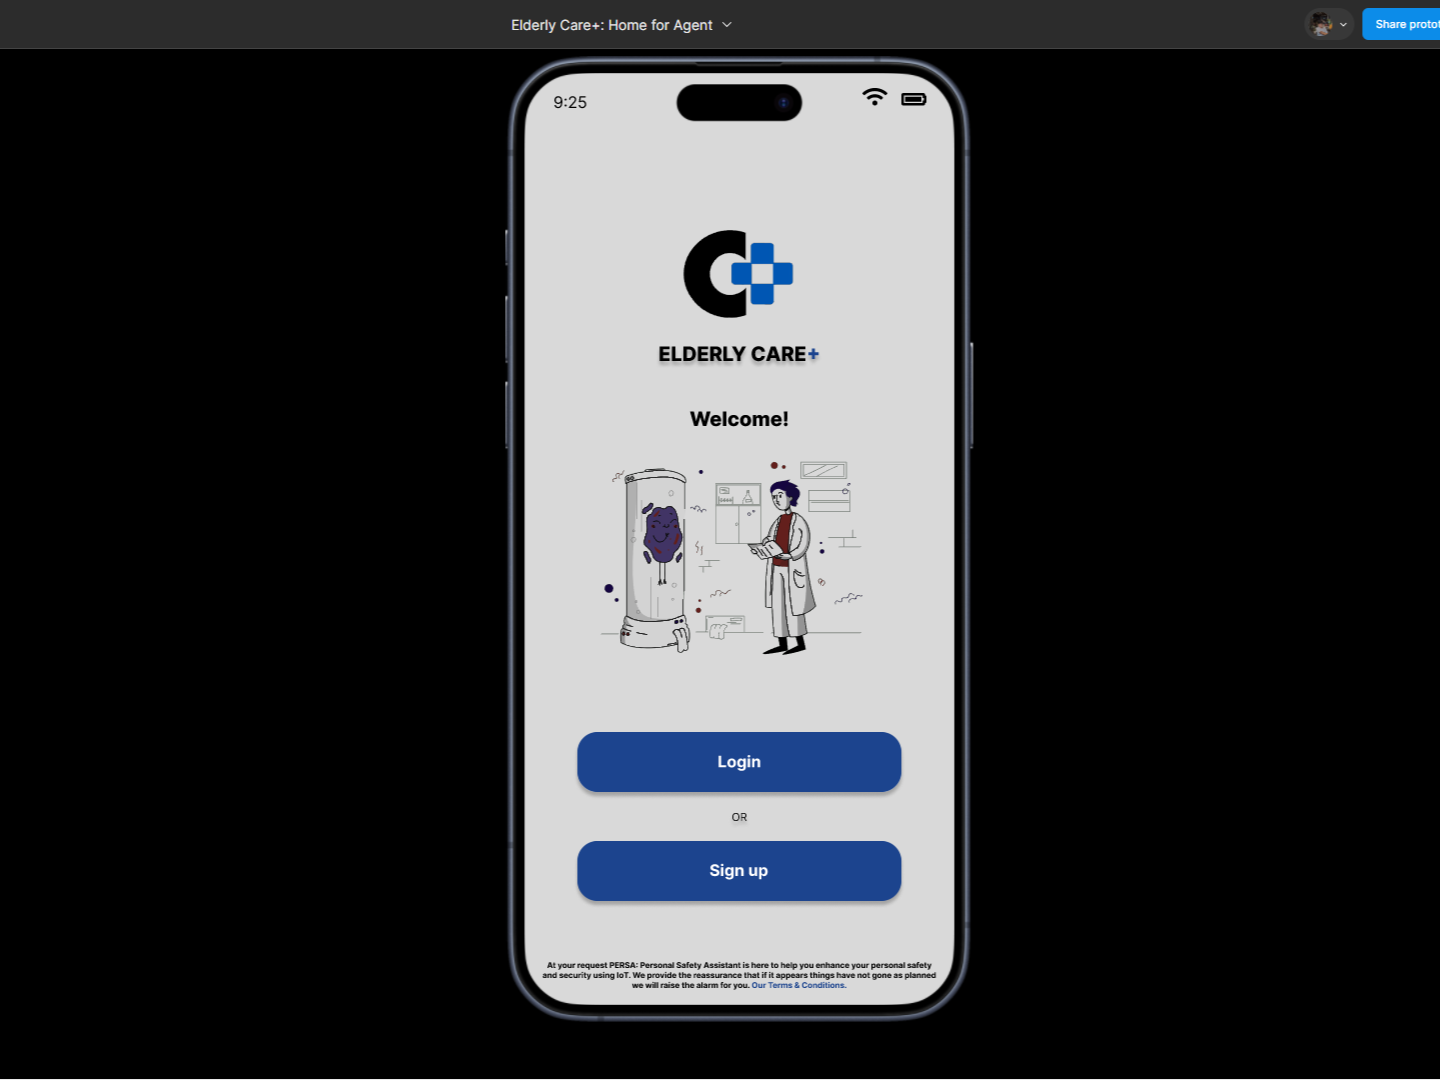 Elderly Care+: Home for Agent
Share
9:25
ELDERLY CARE+
Welcome!
Login
OR
Sign up
At your request PERSA: Personal Safety Assistant is here to help you enhance your personal safety
and security using IoT. We provide the reassurance that if it appears things have not gone as planned
we will raise the alarm for you. Our Terms & Conditions.